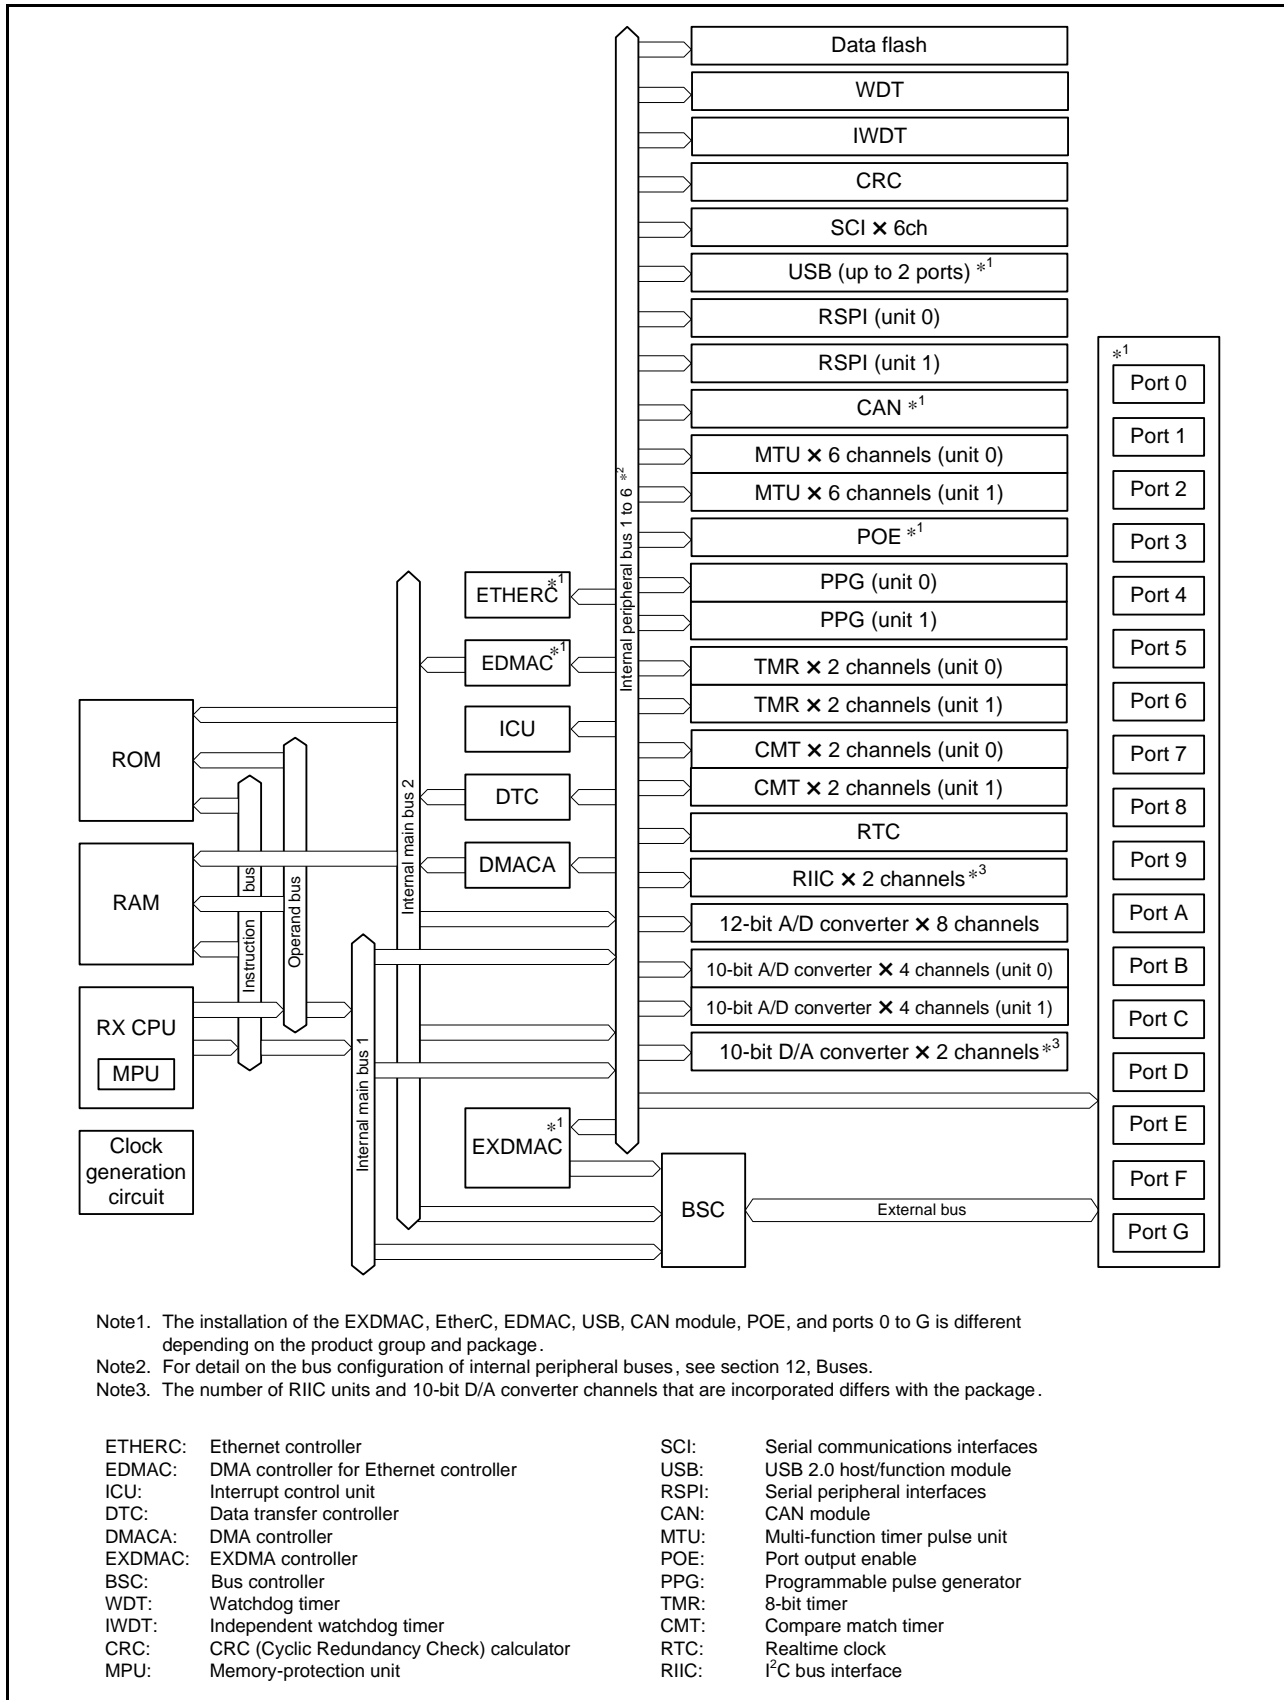 Data flash
WDT
IWDT
CRC
SCI × 6ch
USB (up to 2 ports) *1
RSPI (unit 0)
RSPI (unit 1)
CAN *1
MTU × 6 channels (unit 0)
MTU × 6 channels (unit 1)
POE *1
PPG (unit 0)
PPG (unit 1)
TMR × 2 channels (unit 0)
TMR × 2 channels (unit 1)
CMT × 2 channels (unit 0)
CMT × 2 channels (unit 1)
RTC
RIIC × 2 channels*3
12-bit A/D converter × 8 channels
10-bit A/D converter × 4 channels (unit 0)
10-bit A/D converter × 4 channels (unit 1)
10-bit D/A converter × 2 channels*3
*1
Port 0
Port 1
Port 2
Port 3
Port 4
Port 5
Port 6
Port 7
Port 8
Port 9
Port A
Port B
Port C
Port D
Port E
Port F
Port G
Internal peripheral bus 1 to 6 *2
ETHERC*1
EDMAC*1
ICU
DTC
DMACA
EXDMAC*1
Internal main bus 2
Internal main bus 1
Operand bus
Instruction bus
ROM
RAM
RX CPU
MPU
Clock
generation
circuit
BSC
External bus
Note1. The installation of the EXDMAC, EtherC, EDMAC, USB, CAN module, POE, and ports 0 to G is different
depending on the product group and package.
Note2. For detail on the bus configuration of internal peripheral buses, see section 12, Buses.
Note3. The number of RIIC units and 10-bit D/A converter channels that are incorporated differs with the package.
ETHERC: Ethernet controller
EDMAC: DMA controller for Ethernet controller
ICU: Interrupt control unit
DTC: Data transfer controller
DMACA: DMA controller
EXDMAC: EXDMA controller
BSC: Bus controller
WDT: Watchdog timer
IWDT: Independent watchdog timer
CRC: CRC (Cyclic Redundancy Check) calculator
MPU: Memory-protection unit
SCI: Serial communications interfaces
USB: USB 2.0 host/function module
RSPI: Serial peripheral interfaces
CAN: CAN module
MTU: Multi-function timer pulse unit
POE: Port output enable
PPG: Programmable pulse generator
TMR: 8-bit timer
CMT: Compare match timer
RTC: Realtime clock
RIIC: I2C bus interface